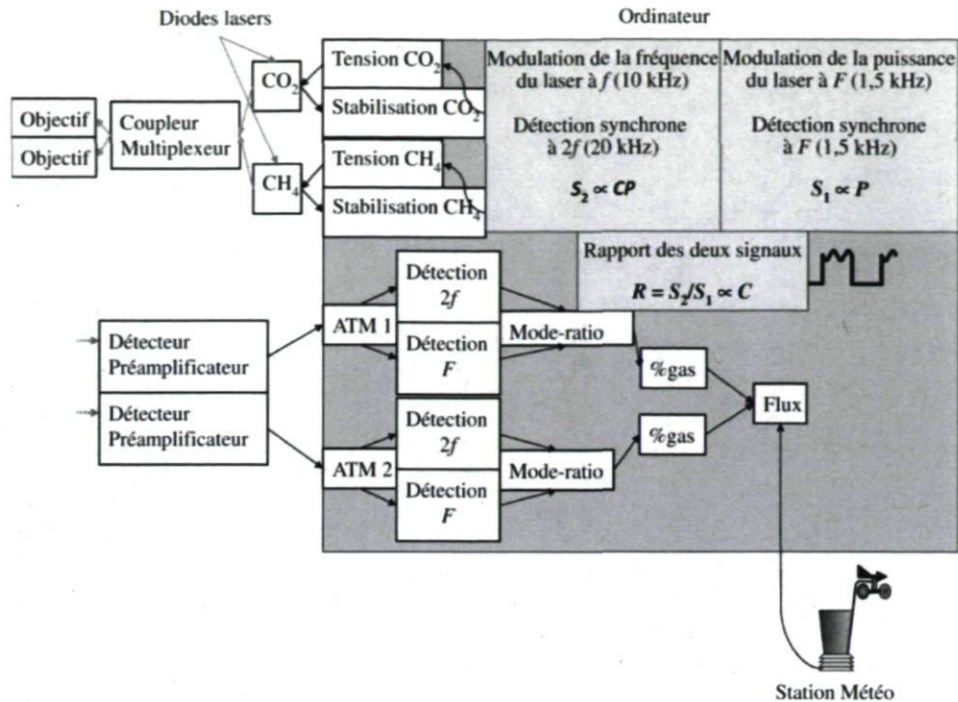 Diodes lasers
Ordinateur
CO2
Tension CO2
Stabilisation CO2
Objectif
Objectif
Coupleur
Multiplexeur
CH4
Tension CH4
Stabilisation CH4
Modulation de la fréquence
du laser à f (10 kHz)
Détection synchrone
à 2f (20 kHz)
S2 ∝ CP
Modulation de la puissance
du laser à F (1,5 kHz)
Détection synchrone
à F (1,5 kHz)
S1 ∝ P
Rapport des deux signaux
R = S2/S1 ∝ C
Détecteur
Préamplificateur
Détecteur
Préamplificateur
ATM 1
Détection
2f
Détection
F
Mode-ratio
%gas
ATM 2
Détection
2f
Détection
F
Mode-ratio
%gas
Flux
Station Météo